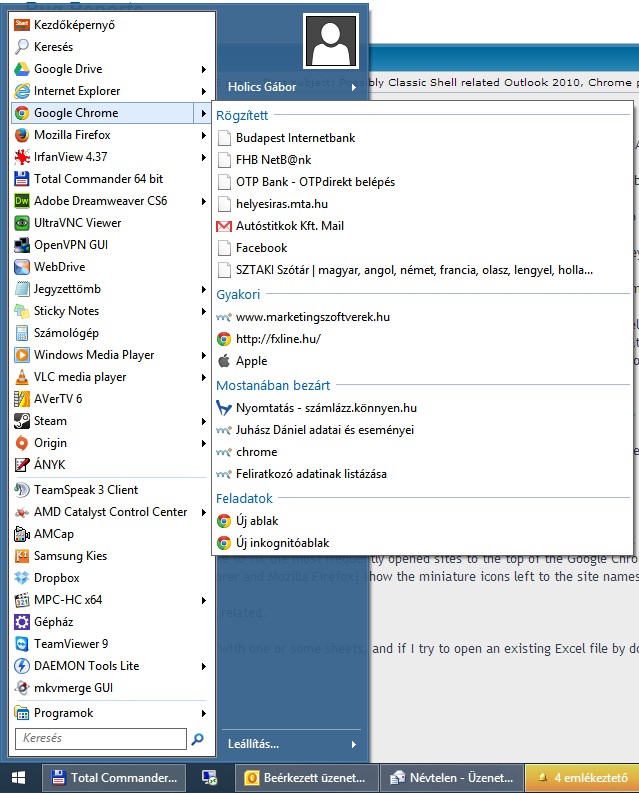 Bug Reports
Kezdőképernyő
Keresés
Google Drive
Internet Explorer
Google Chrome
Mozilla Firefox
IrfanView 4.37
Total Commander 64 bit
Adobe Dreamweaver CS6
UltraVNC Viewer
OpenVPN GUI
WebDrive
Jegyzettömb
Sticky Notes
Számológép
Windows Media Player
VLC media player
AVerTV 6
Steam
Origin
ÁNYK
TeamSpeak 3 Client
AMD Catalyst Control Center
AMCap
Samsung Kies
Dropbox
MPC-HC x64
Gépház
TeamViewer 9
DAEMON Tools Lite
mkvmerge GUI
Programok
Keresés
Holics Gábor
Leállítás...
Possibly Classic Shell related Outlook 2010, Chrome p
Rögzített
Budapest Internetbank
FHB NetB@nk
OTP Bank - OTPdirekt belépés
helyesiras.mta.hu
Autóstitkok Kft. Mail
Facebook
SZTAKI Szótár | magyar, angol, német, francia, olasz, lengyel, holla...
Gyakori
www.marketingszoftverek.hu
http://fxline.hu/
Apple
Mostanában bezárt
Nyomtatás - számlázz.könnyen.hu
Juhász Dániel adatai és eseményei
chrome
Feliratkozó adatinak listázása
Feladatok
Új ablak
Új inkognitóablak
the most frequently opened sites to the top of the Google Chro
and Mozilla Firefox) show the miniature icons left to the site names
related.
with one or some sheets, and if I try to open an existing Excel file by do
Total Commander...
Beérkezett üzenet...
Névtelen - Üzenet...
4 emlékeztető